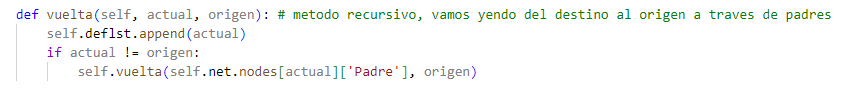 def vuelta(self, actual, origen): # metodo recursivo, vamos yendo del destino al origen a traves de padres
    self.deflst.append(actual)
    if actual != origen:
        self.vuelta(self.net.nodes[actual]['Padre'], origen)